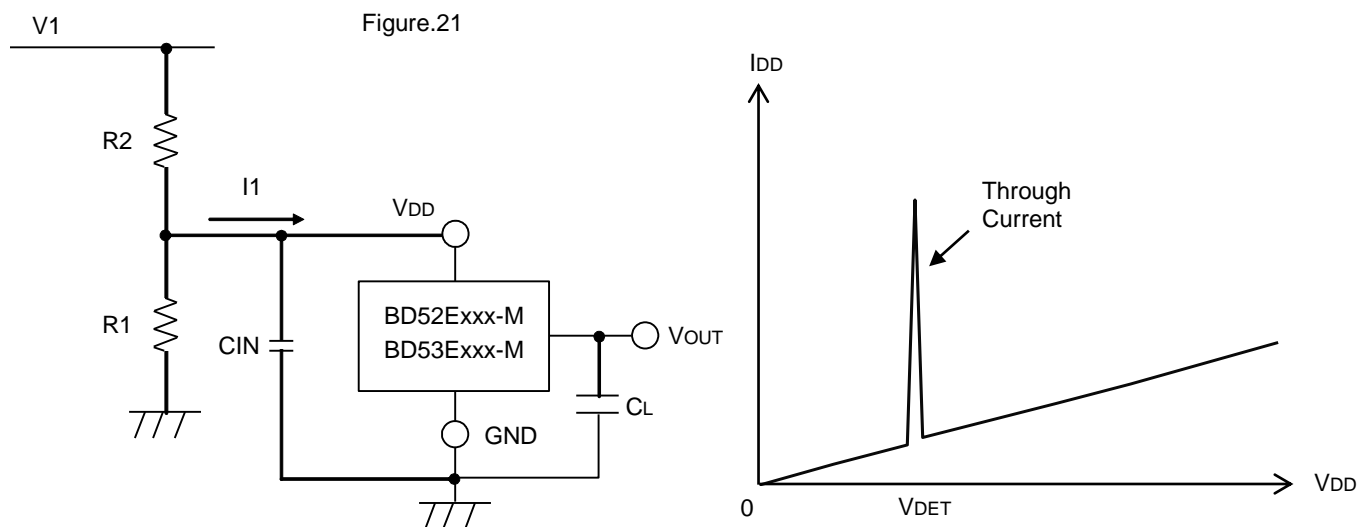 Figure.21
V1
R2
I1
VDD
R1
CIN
BD52Exxx-M
BD53Exxx-M
VOUT
CL
GND
IDD
Through
Current
0
VDET
VDD